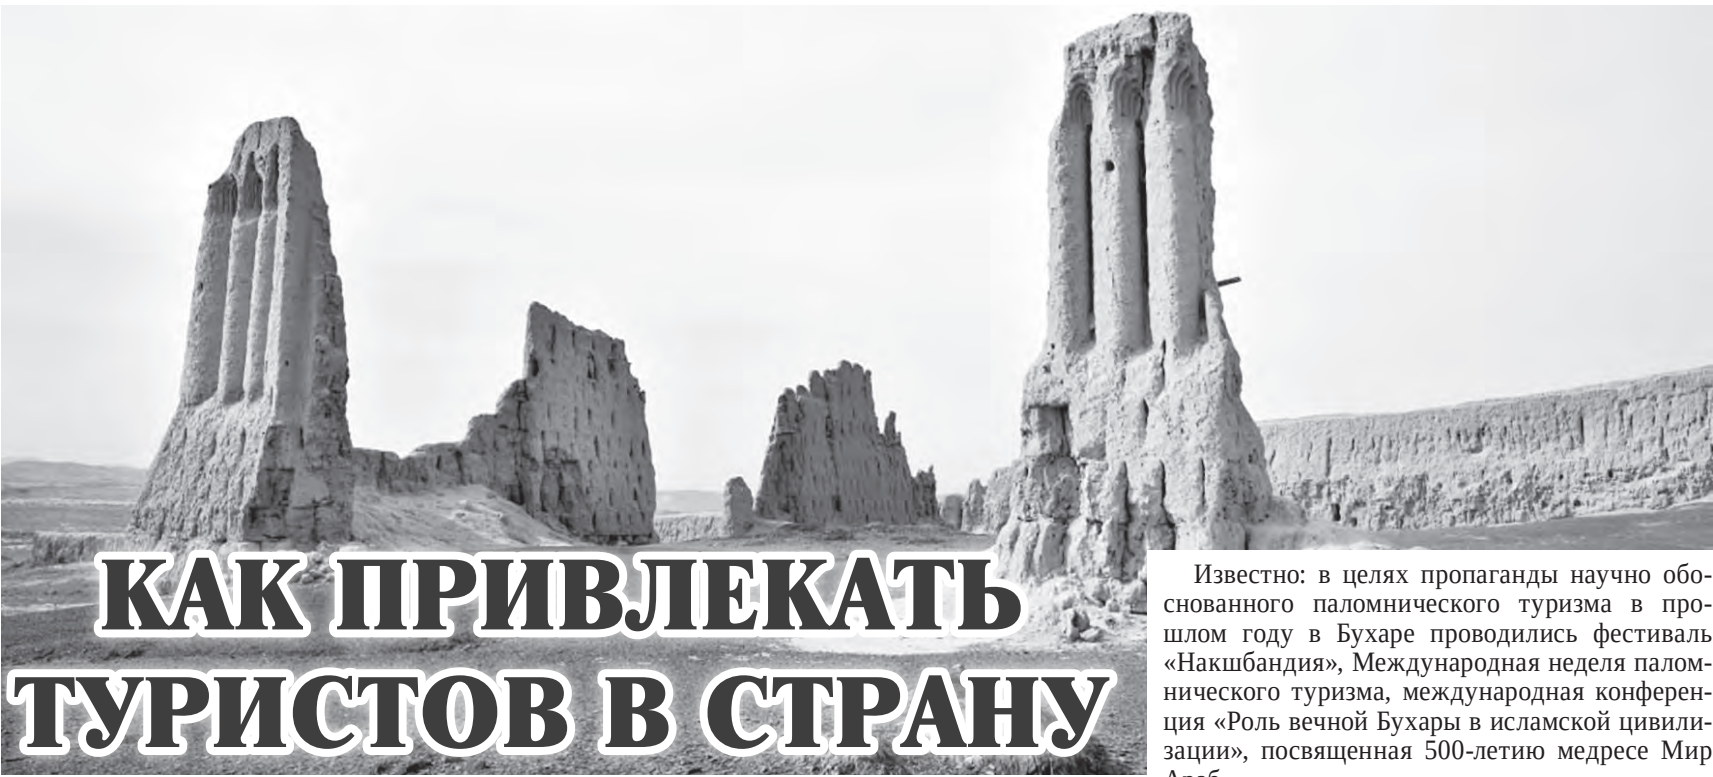 КАК ПРИВЛЕКАТЬ
ТУРИСТОВ В СТРАНУ
Известно: в целях пропаганды научно обо-
снованного паломнического туризма в про-
шлом году в Бухаре проводились фестиваль
«Накшбандия», Международная неделя палом-
нического туризма, международная конферен-
ция «Роль вечной Бухары в исламской цивили-
зации», посвященная 500-летию медресе Мир